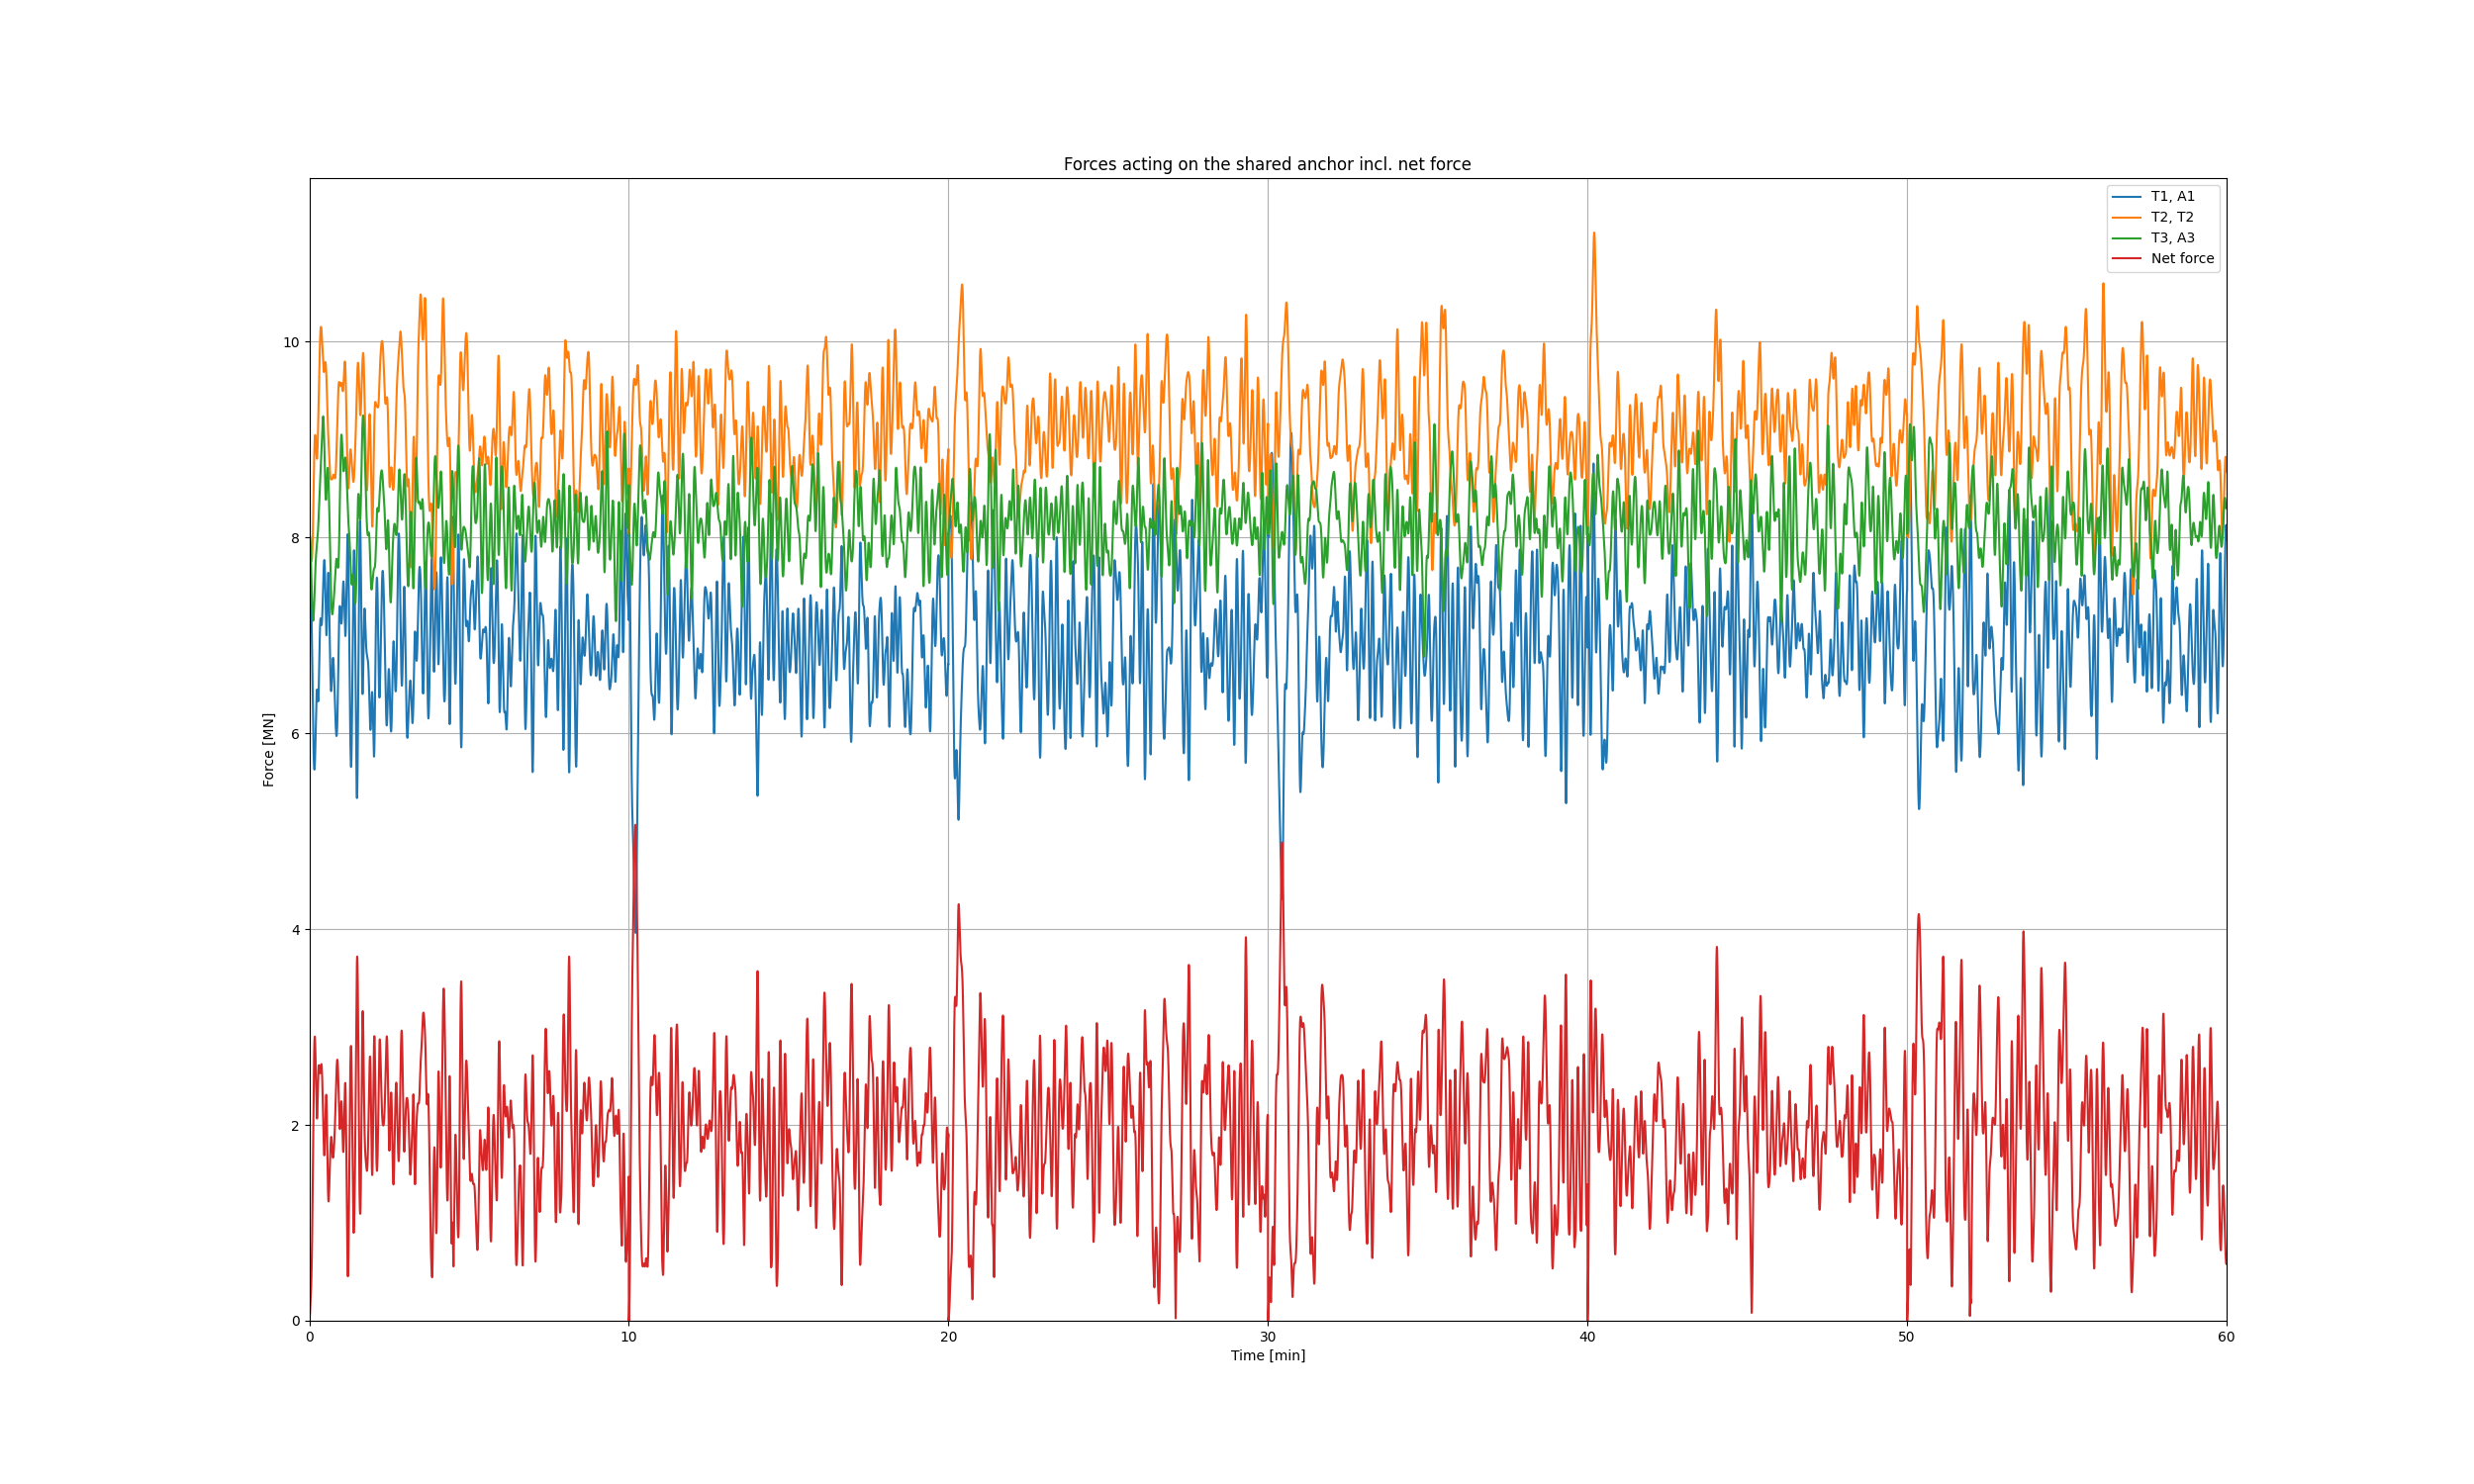 Forces acting on the shared anchor incl. net force
T1, A1
T2, T2
T3, A3
Net force
Force [MN]
10
8
6
4
2
0
0 10 20 30 40 50 60
Time [min]